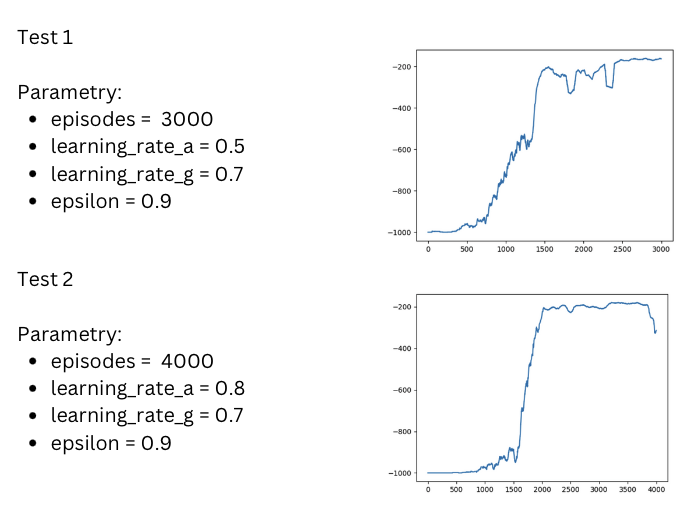 Test 1
Parametry:
• episodes =  3000
• learning_rate_a = 0.5
• learning_rate_g = 0.7
• epsilon = 0.9
−200
−400
−600
−800
−1000
0 500 1000 1500 2000 2500 3000
Test 2
Parametry:
• episodes =  4000
• learning_rate_a = 0.8
• learning_rate_g = 0.7
• epsilon = 0.9
−200
−400
−600
−800
−1000
0 500 1000 1500 2000 2500 3000 3500 4000